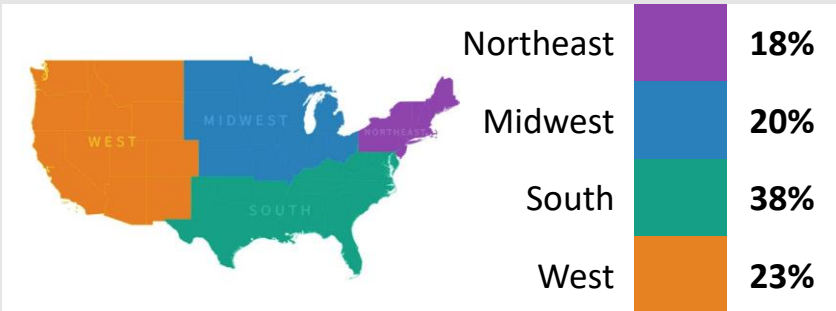 WEST
MIDWEST
NORTHEAST
SOUTH
Northeast 18%
Midwest 20%
South 38%
West 23%